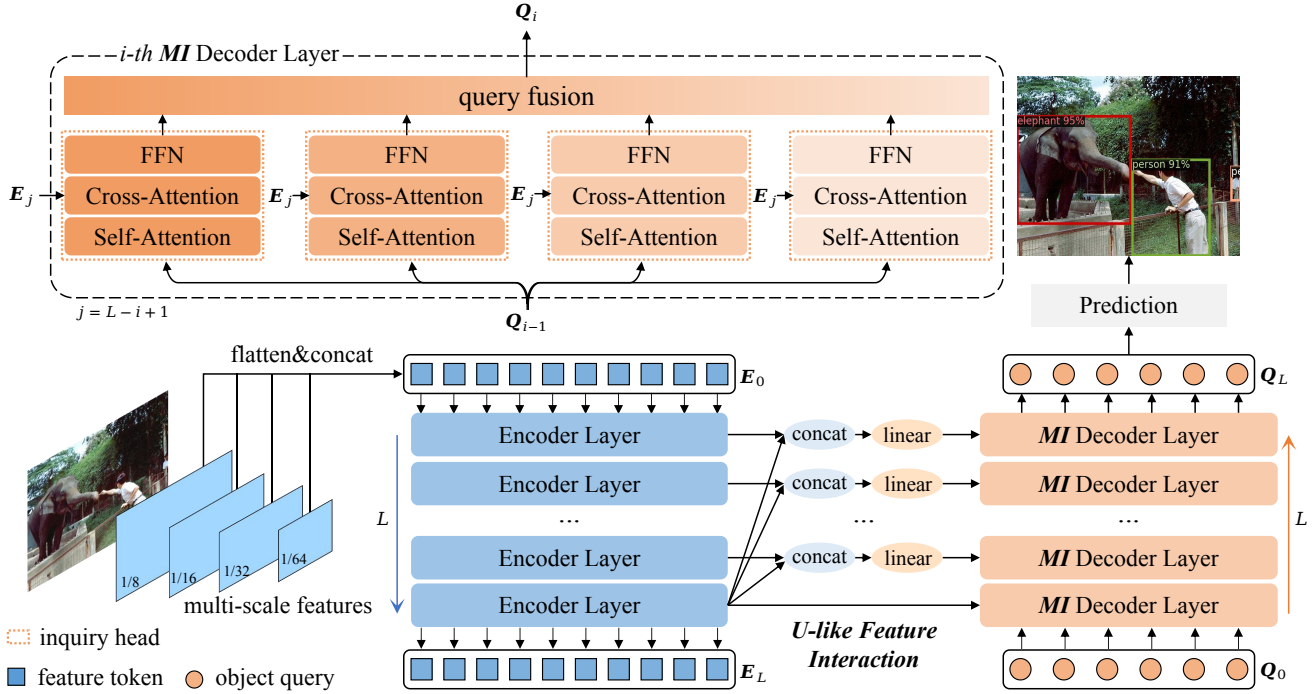 Q_i
i-th MI Decoder Layer
query fusion
FFN FFN FFN FFN
E_j Cross-Attention E_j Cross-Attention E_j Cross-Attention E_j Cross-Attention
Self-Attention Self-Attention Self-Attention Self-Attention
j = L − i + 1
Q_{i−1}
elephant 95%
person 91%
pe
Prediction
flatten&concat
E_0
Q_L
Encoder Layer concat linear MI Decoder Layer
Encoder Layer concat linear MI Decoder Layer
L ... ... ... L
Encoder Layer concat linear MI Decoder Layer
Encoder Layer MI Decoder Layer
1/8 1/16 1/32 1/64
multi-scale features
U-like Feature
Interaction
E_L
Q_0
inquiry head
feature token object query